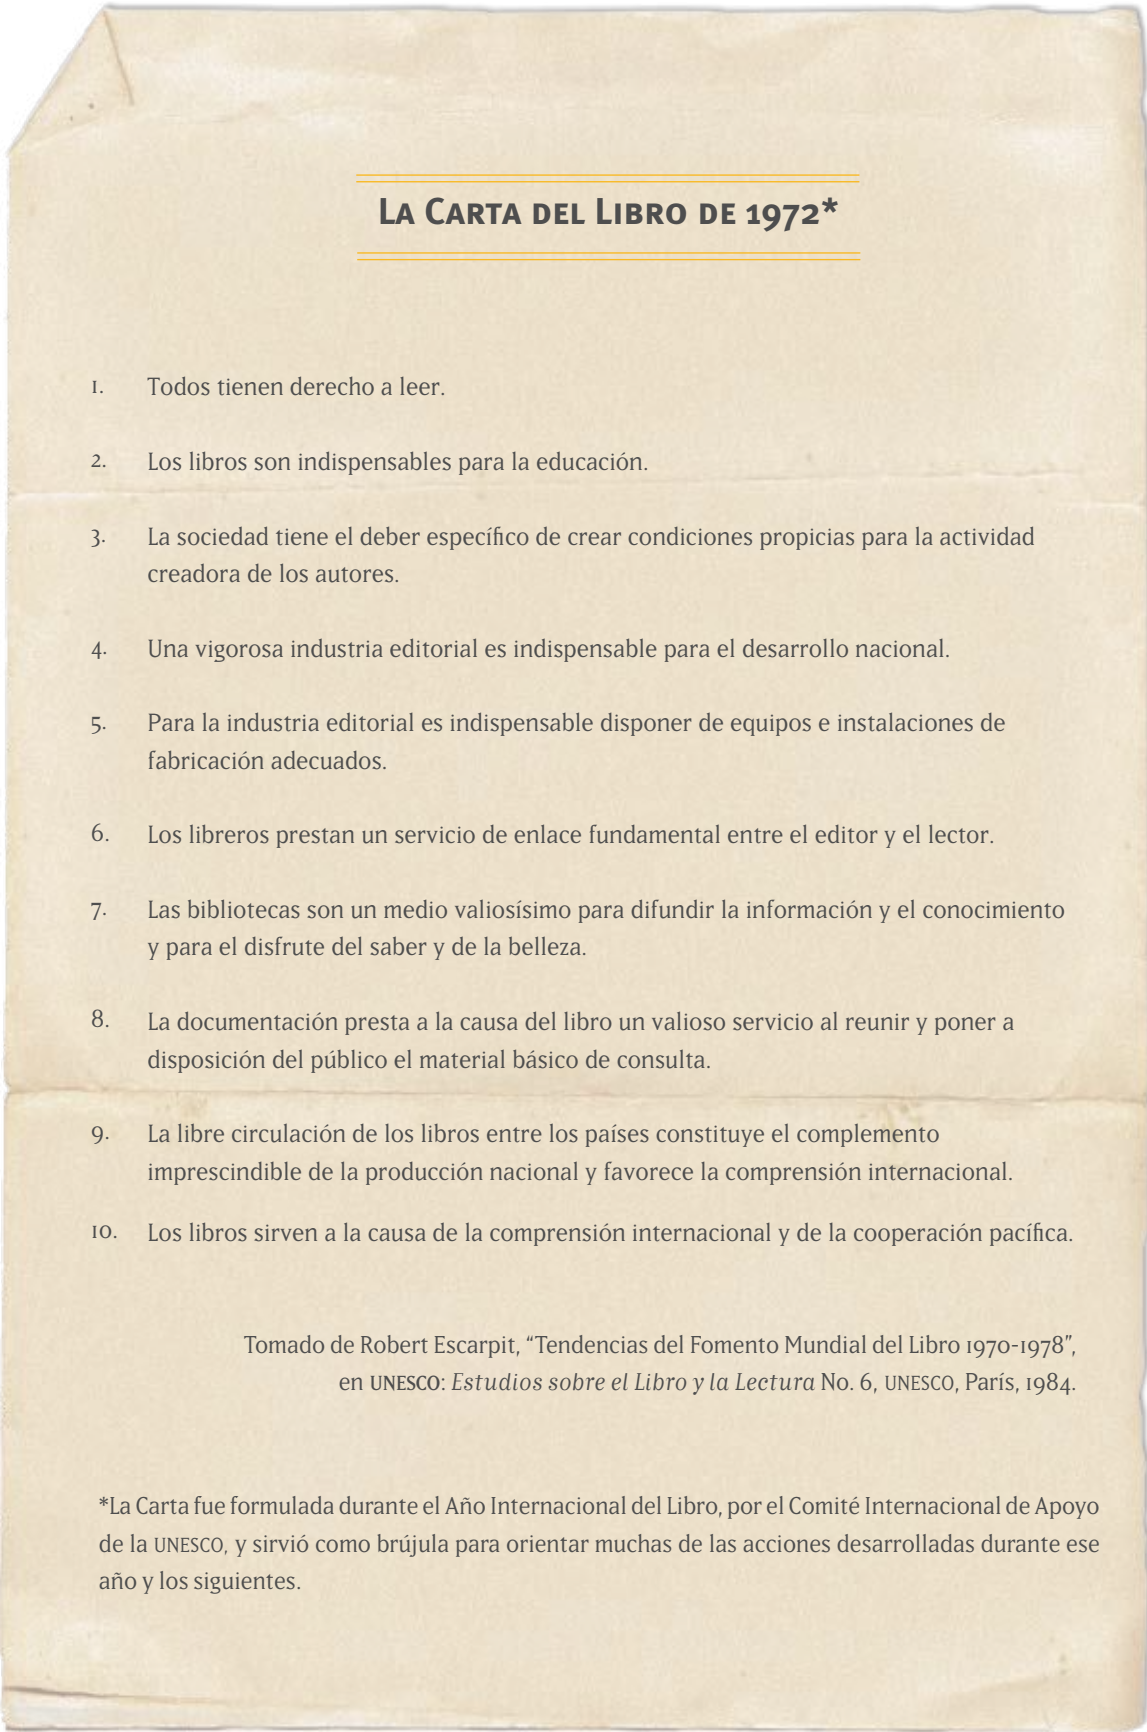 La Carta del Libro de 1972*
1. Todos tienen derecho a leer.
2. Los libros son indispensables para la educación.
3. La sociedad tiene el deber específico de crear condiciones propicias para la actividad
creadora de los autores.
4. Una vigorosa industria editorial es indispensable para el desarrollo nacional.
5. Para la industria editorial es indispensable disponer de equipos e instalaciones de
fabricación adecuados.
6. Los libreros prestan un servicio de enlace fundamental entre el editor y el lector.
7. Las bibliotecas son un medio valiosísimo para difundir la información y el conocimiento
y para el disfrute del saber y de la belleza.
8. La documentación presta a la causa del libro un valioso servicio al reunir y poner a
disposición del público el material básico de consulta.
9. La libre circulación de los libros entre los países constituye el complemento
imprescindible de la producción nacional y favorece la comprensión internacional.
10. Los libros sirven a la causa de la comprensión internacional y de la cooperación pacífica.
Tomado de Robert Escarpit, “Tendencias del Fomento Mundial del Libro 1970-1978”,
en UNESCO: Estudios sobre el Libro y la Lectura No. 6, UNESCO, París, 1984.
*La Carta fue formulada durante el Año Internacional del Libro, por el Comité Internacional de Apoyo
de la UNESCO, y sirvió como brújula para orientar muchas de las acciones desarrolladas durante ese
año y los siguientes.